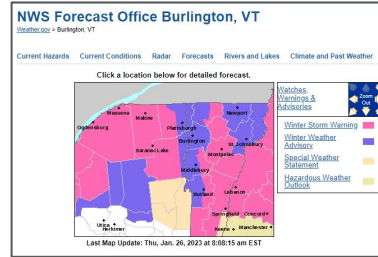 NWS Forecast Office Burlington, VT
Weather.gov > Burlington, VT
Current Hazards Current Conditions Radar Forecasts Rivers and Lakes Climate and Past Weather
Click a location below for detailed forecast.
Watches,
Warnings &
Advisories
Zoom
Out
Winter Storm Warning
Winter Weather
Advisory
Special Weather
Statement
Hazardous Weather
Outlook
Massena
Malone
Newport
Ogdensburg
Plattsburgh
Burlington
St. Johnsbury
Saranac Lake
Montpelier
Middlebury
Rutland
Lebanon
Springfield
Concord
Utica
Herkimer
Keene
Manchester
Last Map Update: Thu, Jan. 26, 2023 at 8:08:15 am EST